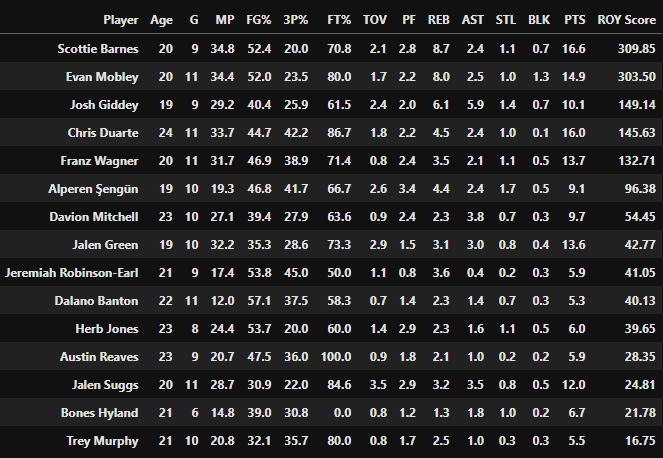 Player Age G MP FG% 3P% FT% TOV PF REB AST STL BLK PTS ROY Score
Scottie Barnes 20 9 34.8 52.4 20.0 70.8 2.1 2.8 8.7 2.4 1.1 0.7 16.6 309.85
Evan Mobley 20 11 34.4 52.0 23.5 80.0 1.7 2.2 8.0 2.5 1.0 1.3 14.9 303.50
Josh Giddey 19 9 29.2 40.4 25.9 61.5 2.4 2.0 6.1 5.9 1.4 0.7 10.1 149.14
Chris Duarte 24 11 33.7 44.7 42.2 86.7 1.8 2.2 4.5 2.4 1.0 0.1 16.0 145.63
Franz Wagner 20 11 31.7 46.9 38.9 71.4 0.8 2.4 3.5 2.1 1.1 0.5 13.7 132.71
Alperen Şengün 19 10 19.3 46.8 41.7 66.7 2.6 3.4 4.4 2.4 1.7 0.5 9.1 96.38
Davion Mitchell 23 10 27.1 39.4 27.9 63.6 0.9 2.4 2.3 3.8 0.7 0.3 9.7 54.45
Jalen Green 19 10 32.2 35.3 28.6 73.3 2.9 1.5 3.1 3.0 0.8 0.4 13.6 42.77
Jeremiah Robinson-Earl 21 9 17.4 53.8 45.0 50.0 1.1 0.8 3.6 0.4 0.2 0.3 5.9 41.05
Dalano Banton 22 11 12.0 57.1 37.5 58.3 0.7 1.4 2.3 1.4 0.7 0.3 5.3 40.13
Herb Jones 23 8 24.4 53.7 20.0 60.0 1.4 2.9 2.3 1.6 1.1 0.5 6.0 39.65
Austin Reaves 23 9 20.7 47.5 36.0 100.0 0.9 1.8 2.1 1.0 0.2 0.2 5.9 28.35
Jalen Suggs 20 11 28.7 30.9 22.0 84.6 3.5 2.9 3.2 3.5 0.8 0.5 12.0 24.81
Bones Hyland 21 6 14.8 39.0 30.8 0.0 0.8 1.2 1.3 1.8 1.0 0.2 6.7 21.78
Trey Murphy 21 10 20.8 32.1 35.7 80.0 0.8 1.7 2.5 1.0 0.3 0.3 5.5 16.75